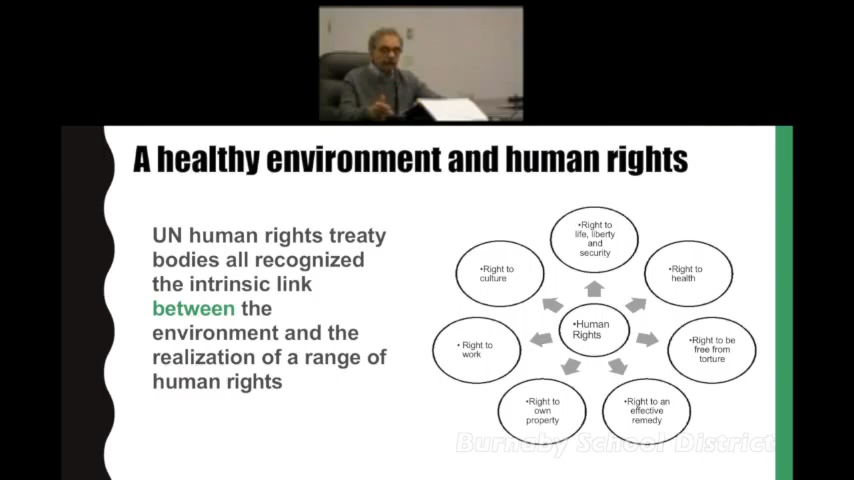 A healthy environment and human rights
UN human rights treaty
bodies all recognized
the intrinsic link
between the
environment and the
realization of a range of
human rights
•Right to
life, liberty
and
security
•Right to
culture
•Right to
health
•Human
Rights
• Right to
work
•Right to be
free from
torture
•Right to
own
property
•Right to an
effective
remedy
Burnaby School District